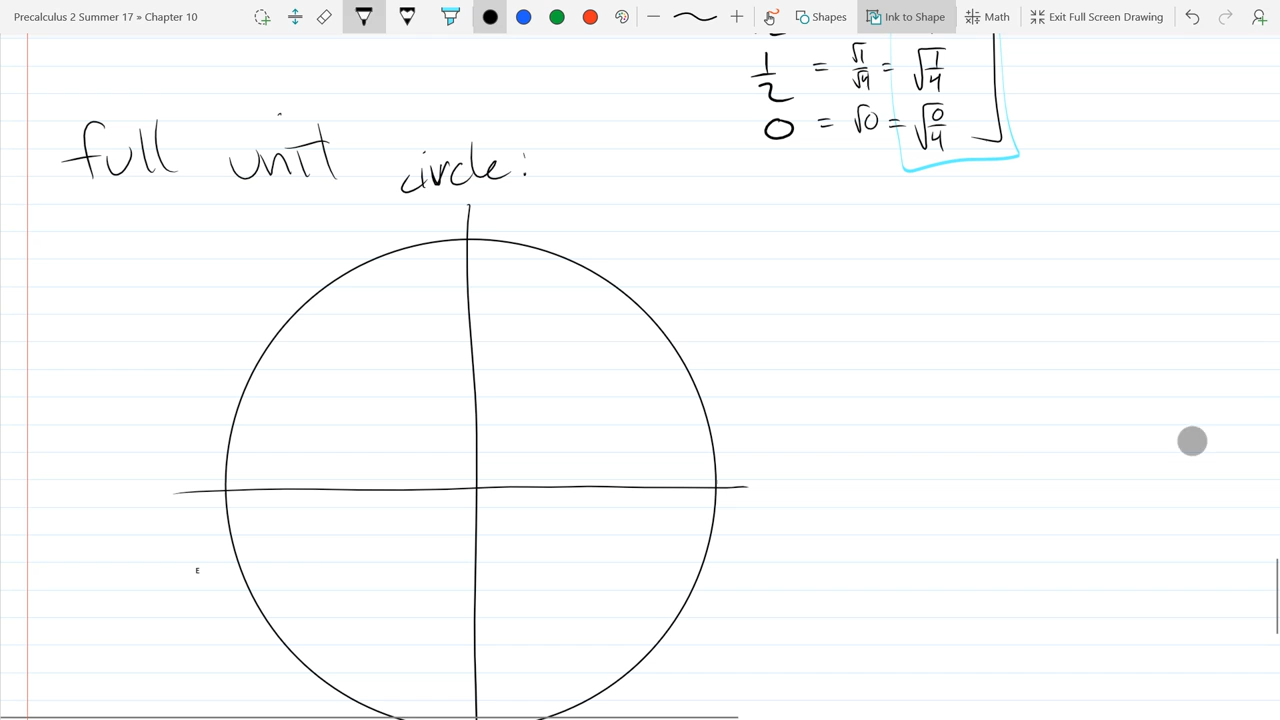 Precalculus 2 Summer 17 » Chapter 10
Shapes
Ink to Shape
Math
Exit Full Screen Drawing
1/2 = √1/√4 = √(1/4)
0 = √0 = √(0/4)
full unit circle:
E